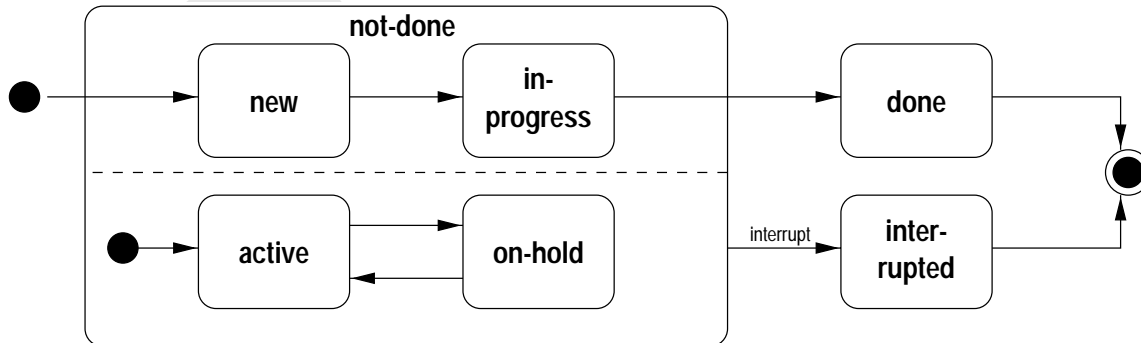 not-done
new
in-
progress
done
active
on-hold
interrupt
inter-
rupted